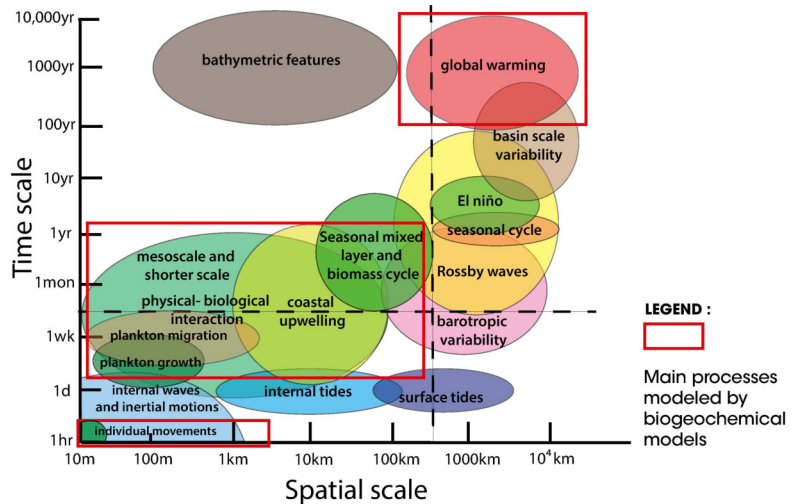 10,000yr
1000yr
100yr
10yr
1yr
1mon
1wk
1d
1hr
Time scale
bathymetric features
global warming
basin scale
variability
El niño
seasonal cycle
Rossby waves
Seasonal mixed
layer and
biomass cycle
mesoscale and
shorter scale
physical- biological
interaction
coastal
upwelling
barotropic
variability
plankton migration
plankton growth
internal waves
and inertial motions
internal tides
surface tides
individual movements
10m
100m
1km
10km
100km
1000km
10⁴km
Spatial scale
LEGEND :
Main processes
modeled by
biogeochemical
models